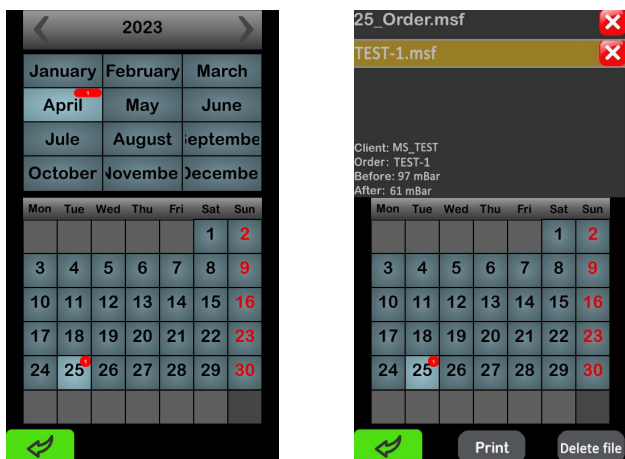 2023
January February March
April 1 May June
Jule August Septembe
October Novembe Decembe
Mon Tue Wed Thu Fri Sat Sun
1 2
3 4 5 6 7 8 9
10 11 12 13 14 15 16
17 18 19 20 21 22 23
24 25 1 26 27 28 29 30
25_Order.msf
TEST-1.msf
Client: MS_TEST
Order: TEST-1
Before: 97 mBar
After: 61 mBar
Mon Tue Wed Thu Fri Sat Sun
1 2
3 4 5 6 7 8 9
10 11 12 13 14 15 16
17 18 19 20 21 22 23
24 25 1 26 27 28 29 30
Print Delete file